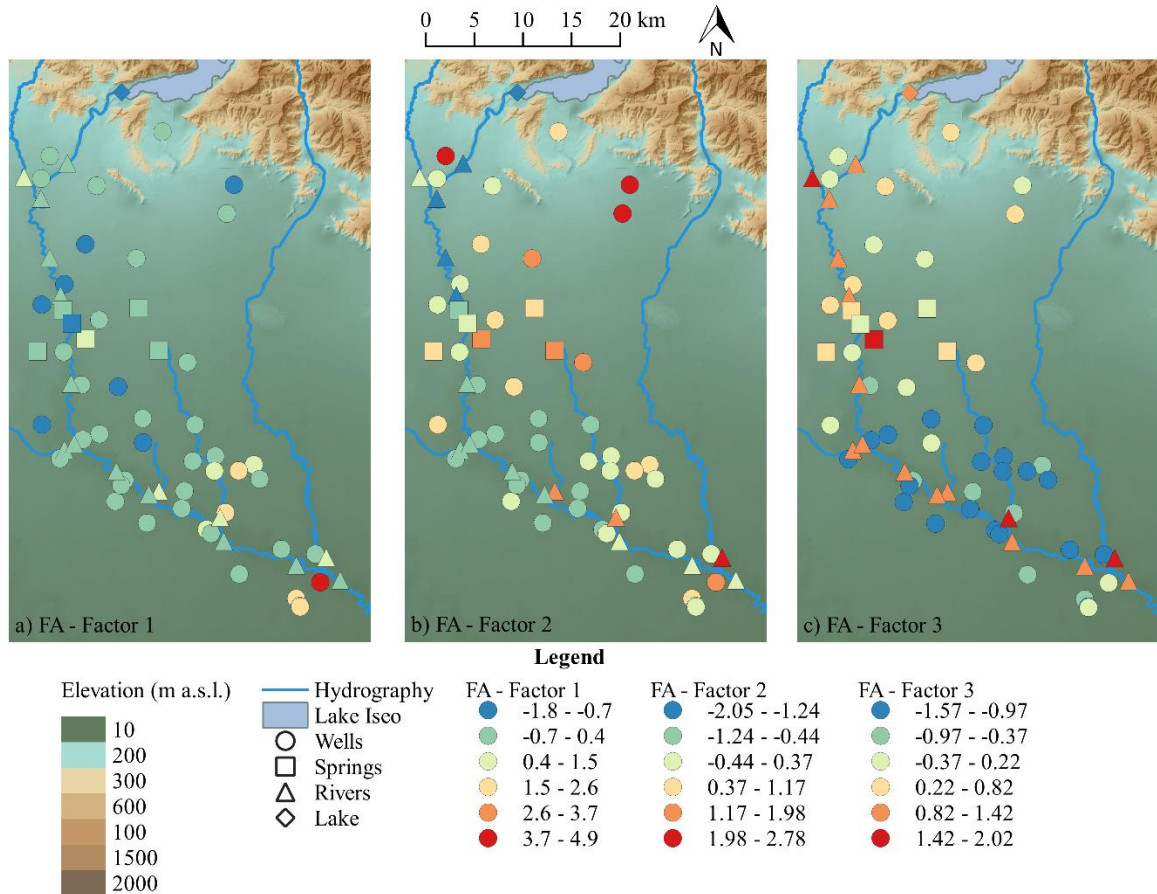 0 5 10 20 km
N
a) FA - Factor 1
b) FA - Factor 2
c) FA - Factor 3
Legend
Elevation (m a.s.l.)
10
200
300
600
100
1500
2000
Hydrography
Lake Iseo
Wells
Springs
Rivers
Lake
FA - Factor 1
-1.8 - -0.7
-0.7 - 0.4
0.4 - 1.5
1.5 - 2.6
2.6 - 3.7
3.7 - 4.9
FA - Factor 2
-2.05 - -1.24
-1.24 - -0.44
-0.44 - 0.37
0.37 - 1.17
1.17 - 1.98
1.98 - 2.78
FA - Factor 3
-1.57 - -0.97
-0.97 - -0.37
-0.37 - 0.22
0.22 - 0.82
0.82 - 1.42
1.42 - 2.02